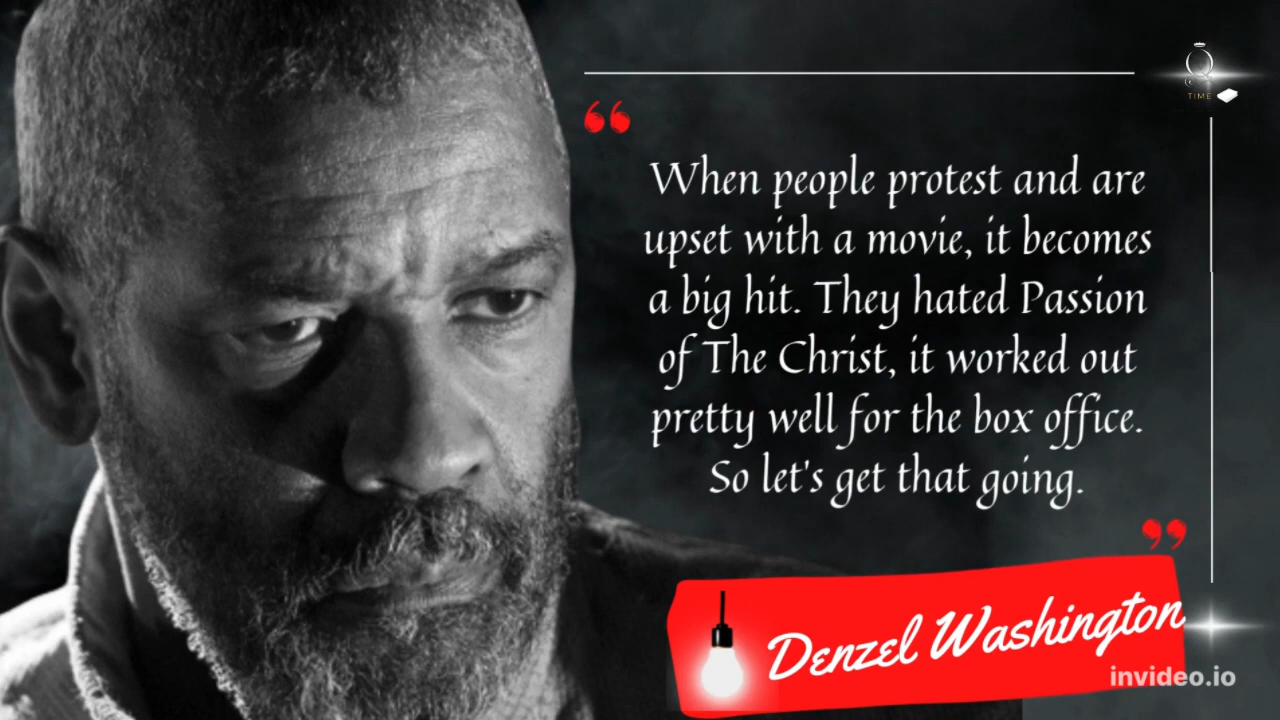 Q
TIME
“
When people protest and are
upset with a movie, it becomes
a big hit. They hated Passion
of The Christ, it worked out
pretty well for the box office.
So let's get that going.
”
Denzel Washington
invideo.io